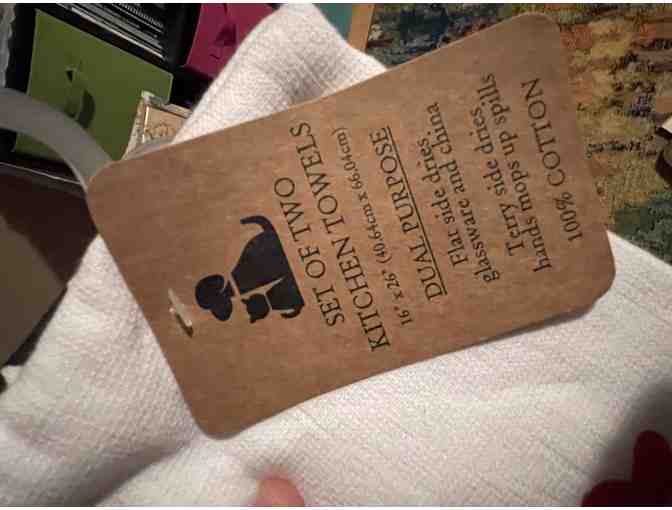 SET OF TWO
KITCHEN TOWELS
16" x 26" (40.64cm x 66.04cm)
DUAL PURPOSE
Flat side dries
glassware and china
Terry side dries
hands mops up spills
100% COTTON